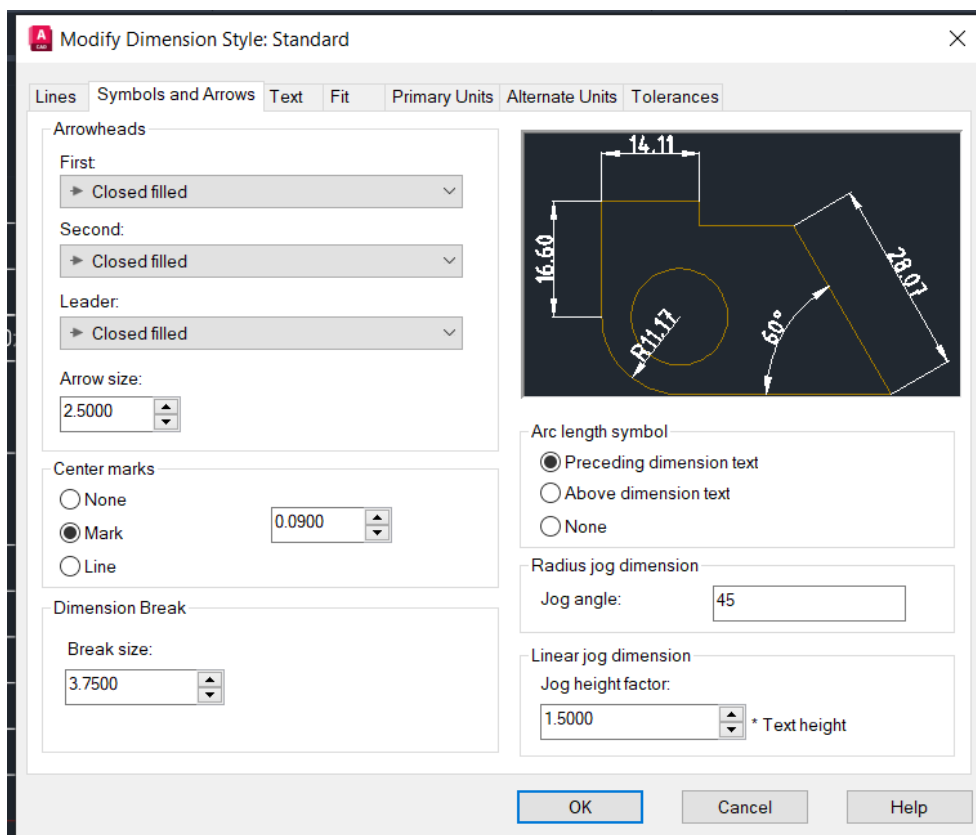 A
CAD
Modify Dimension Style: Standard
Lines Symbols and Arrows Text Fit Primary Units Alternate Units Tolerances
Arrowheads
First:
Closed filled
Second:
Closed filled
Leader:
Closed filled
Arrow size:
2.5000
Center marks
None
Mark
0.0900
Line
Dimension Break
Break size:
3.7500
14.11
16.60
28.07
R11.17
60°
Arc length symbol
Preceding dimension text
Above dimension text
None
Radius jog dimension
Jog angle:
45
Linear jog dimension
Jog height factor:
1.5000
* Text height
OK Cancel Help